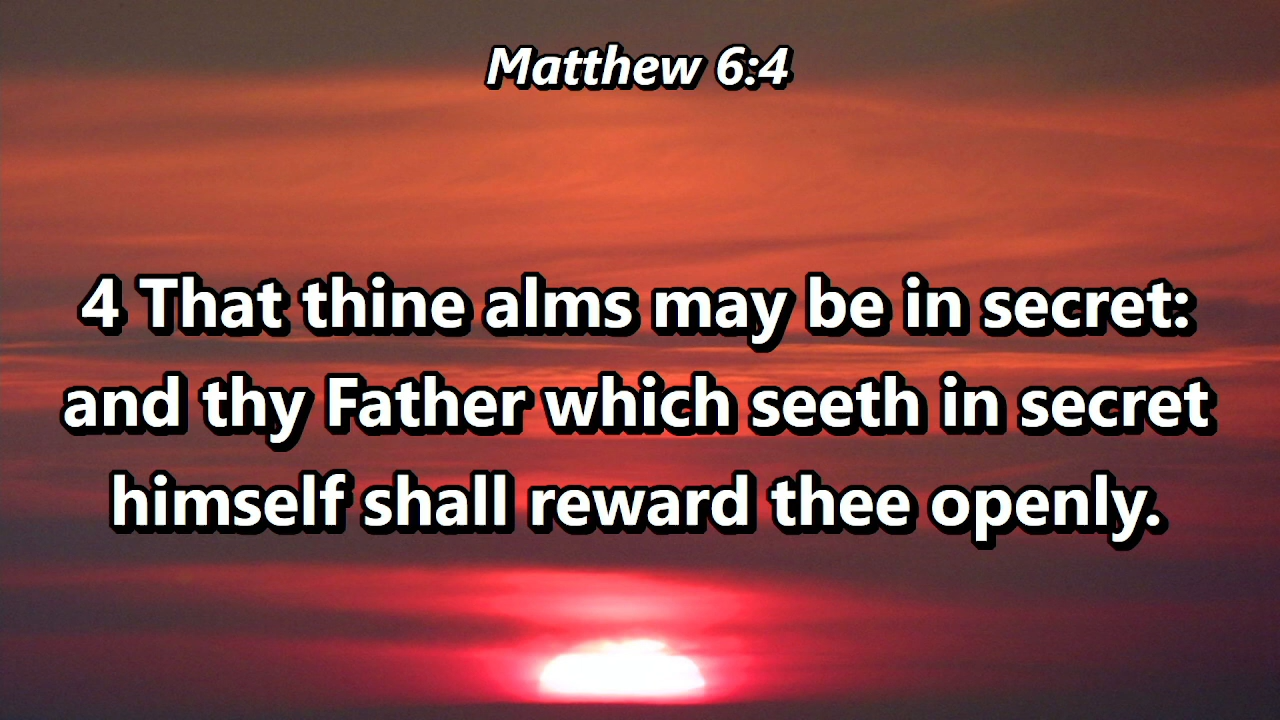 Matthew 6:4
4 That thine alms may be in secret:
and thy Father which seeth in secret
himself shall reward thee openly.